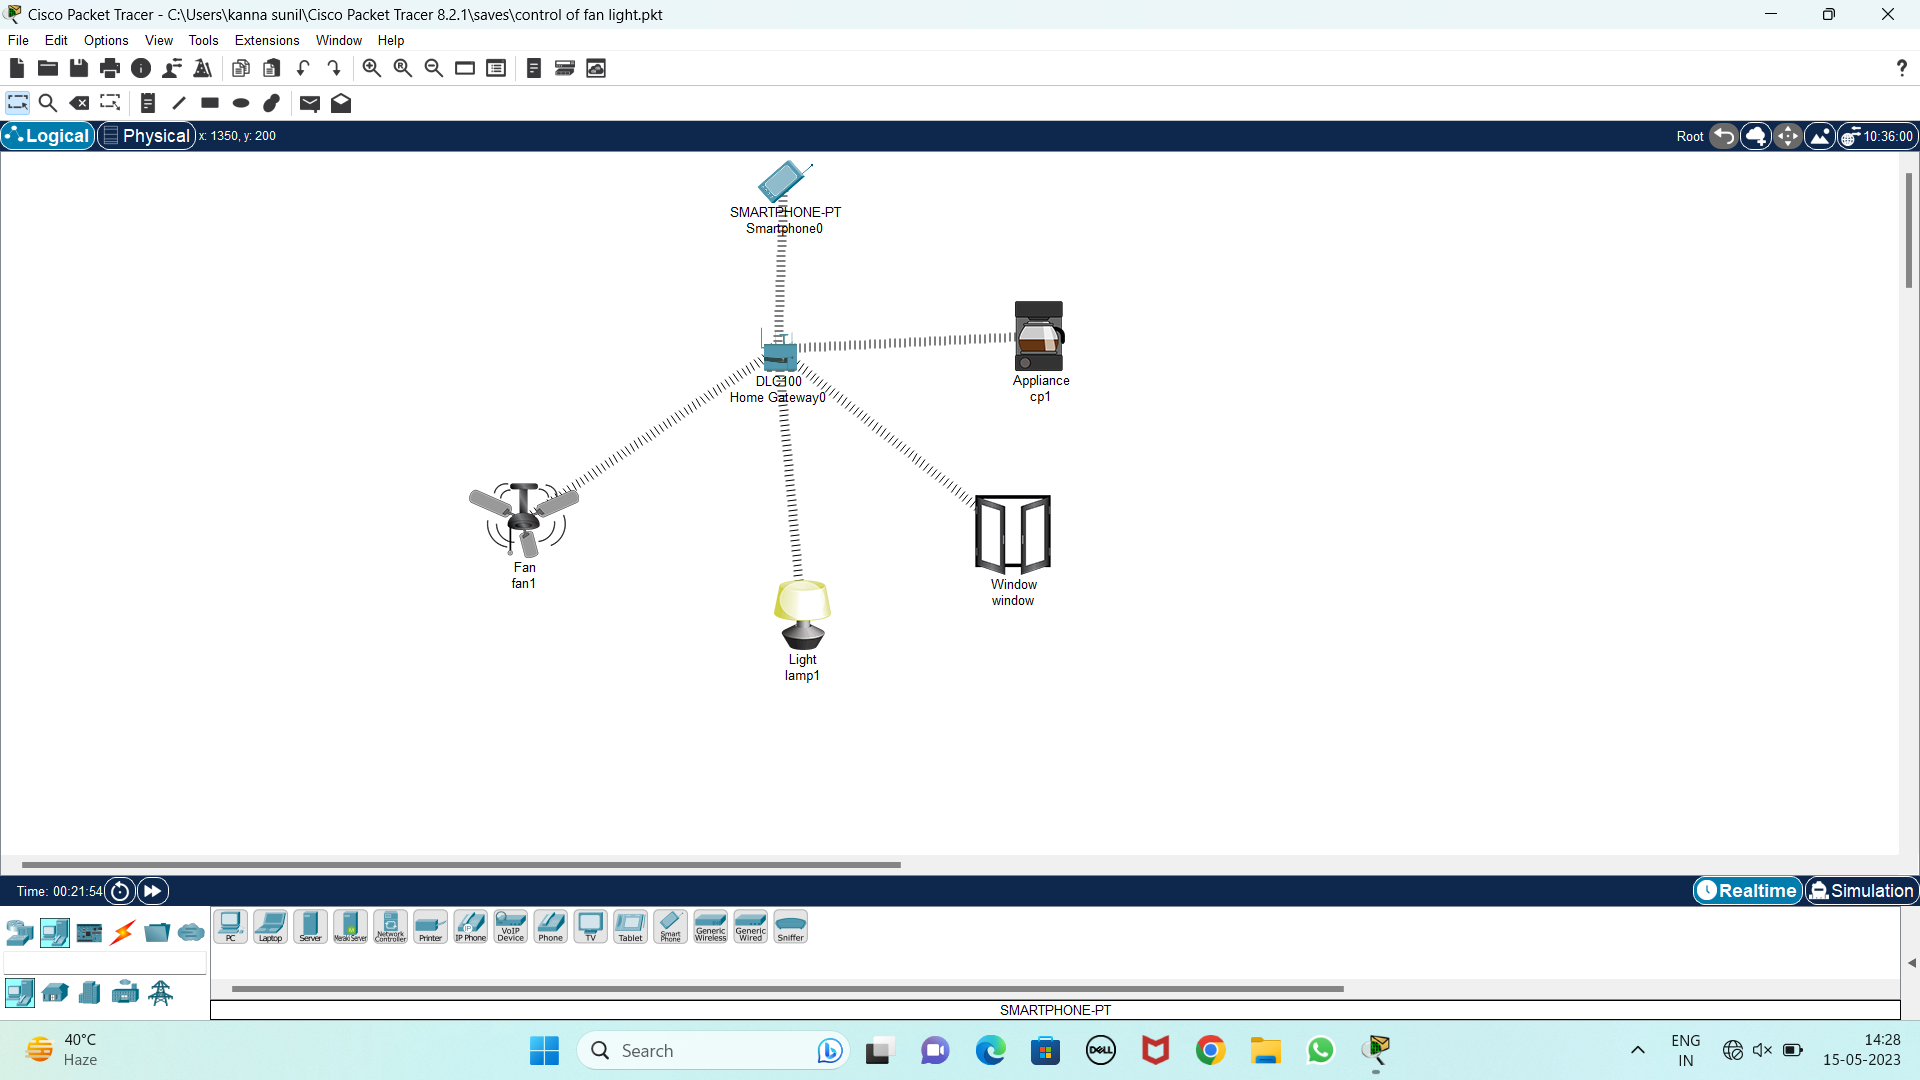 Cisco Packet Tracer - C:\Users\kanna sunil\Cisco Packet Tracer 8.2.1\saves\control of fan light.pkt
File Edit Options View Tools Extensions Window Help
?
Logical Physical x: 1350, y: 200 Root 10:36:00
SMARTPHONE-PT
Smartphone0
DLC100
Home Gateway0
Appliance
cp1
Fan
fan1
Window
window
Light
lamp1
Time: 00:21:54 Realtime Simulation
PC
Laptop
Server
Meraki Server
Network Controller
Printer
IP Phone
VoIP Device
Phone
TV
Tablet
Smart Phone
Generic Wireless
Generic Wired
Sniffer
SMARTPHONE-PT
40°C
Haze
Search
DELL
ENG
IN
14:28
15-05-2023